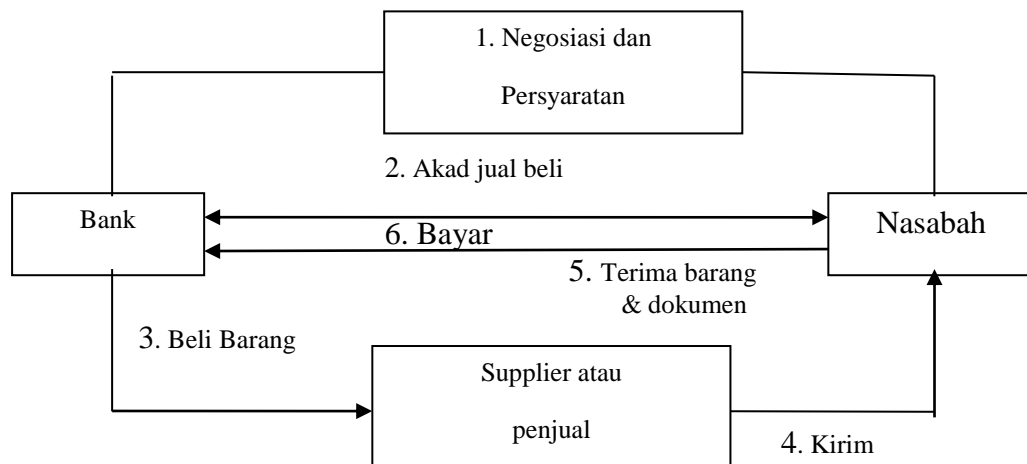 1. Negosiasi dan
Persyaratan
2. Akad jual beli
Bank
Nasabah
6. Bayar
5. Terima barang
& dokumen
3. Beli Barang
Supplier atau
penjual
4. Kirim